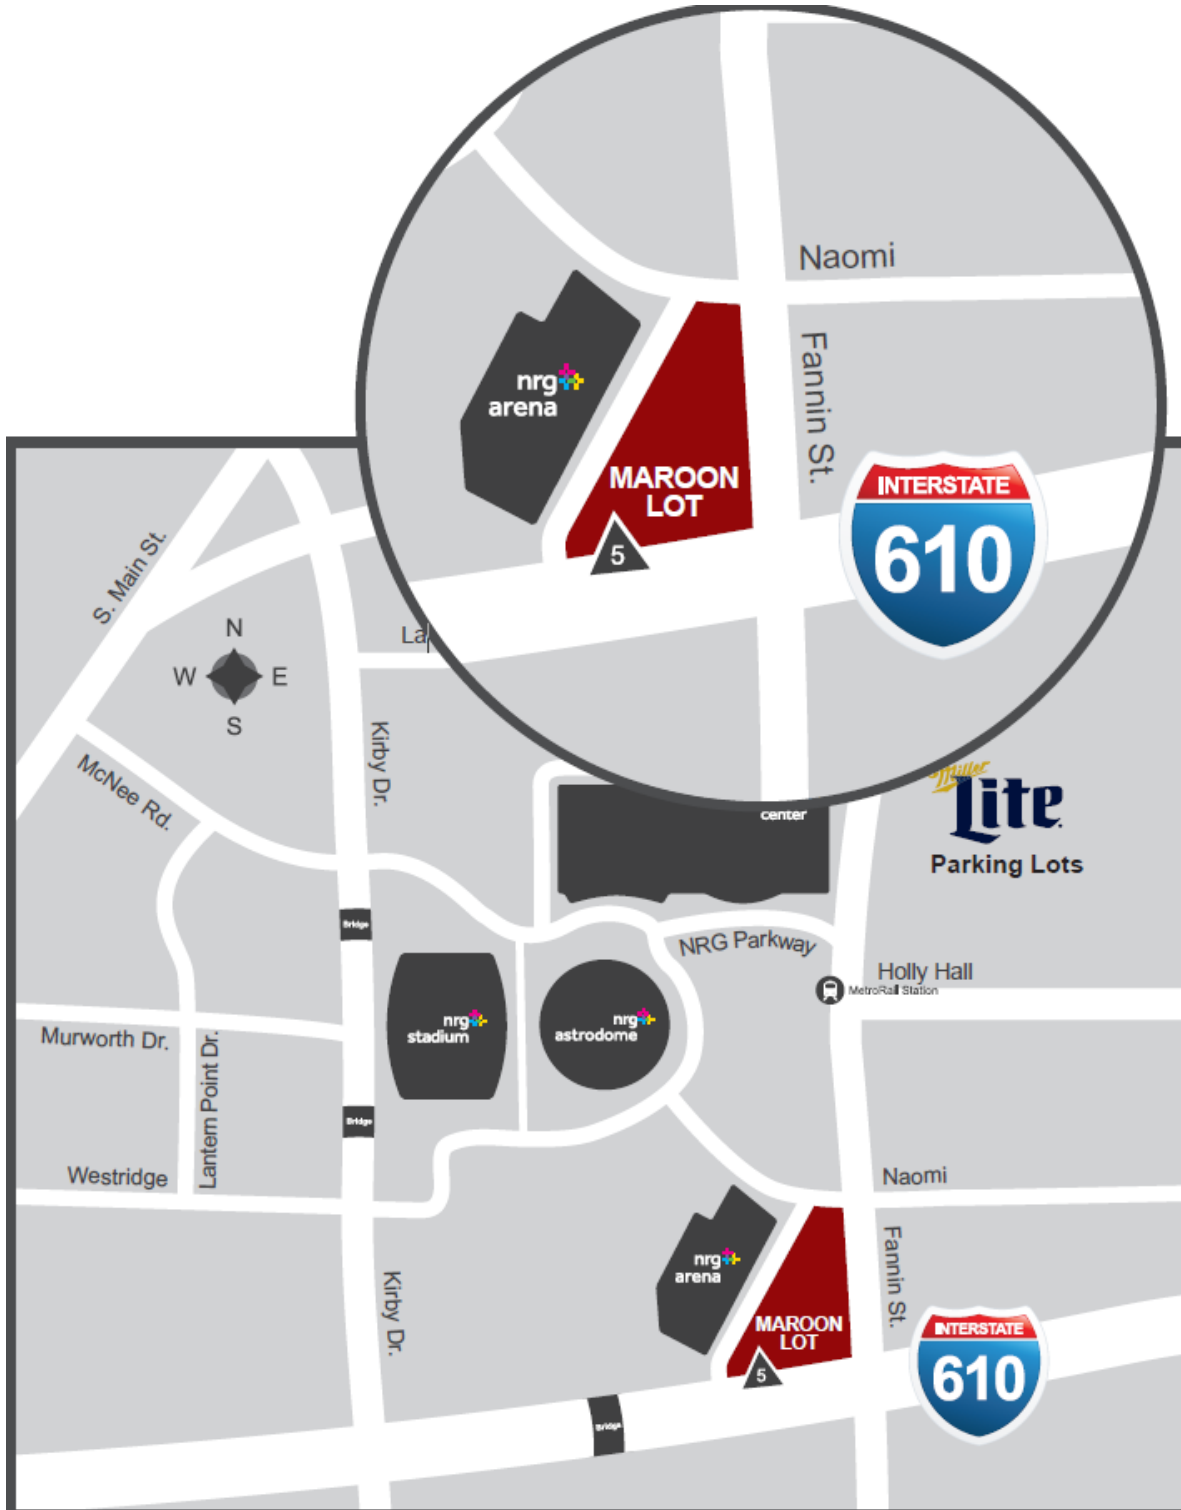 Naomi
Fannin St.
nrg
arena
MAROON
LOT
5
INTERSTATE
610
S. Main St.
N
W
E
S
La
Kirby Dr.
McNee Rd.
center
Miller
Lite
Parking Lots
Bridge
NRG Parkway
Holly Hall
MetroRail Station
nrg
stadium
nrg
astrodome
Murworth Dr.
Lantern Point Dr.
Bridge
Westridge
Naomi
nrg
arena
Fannin St.
Kirby Dr.
MAROON
LOT
5
INTERSTATE
610
Bridge